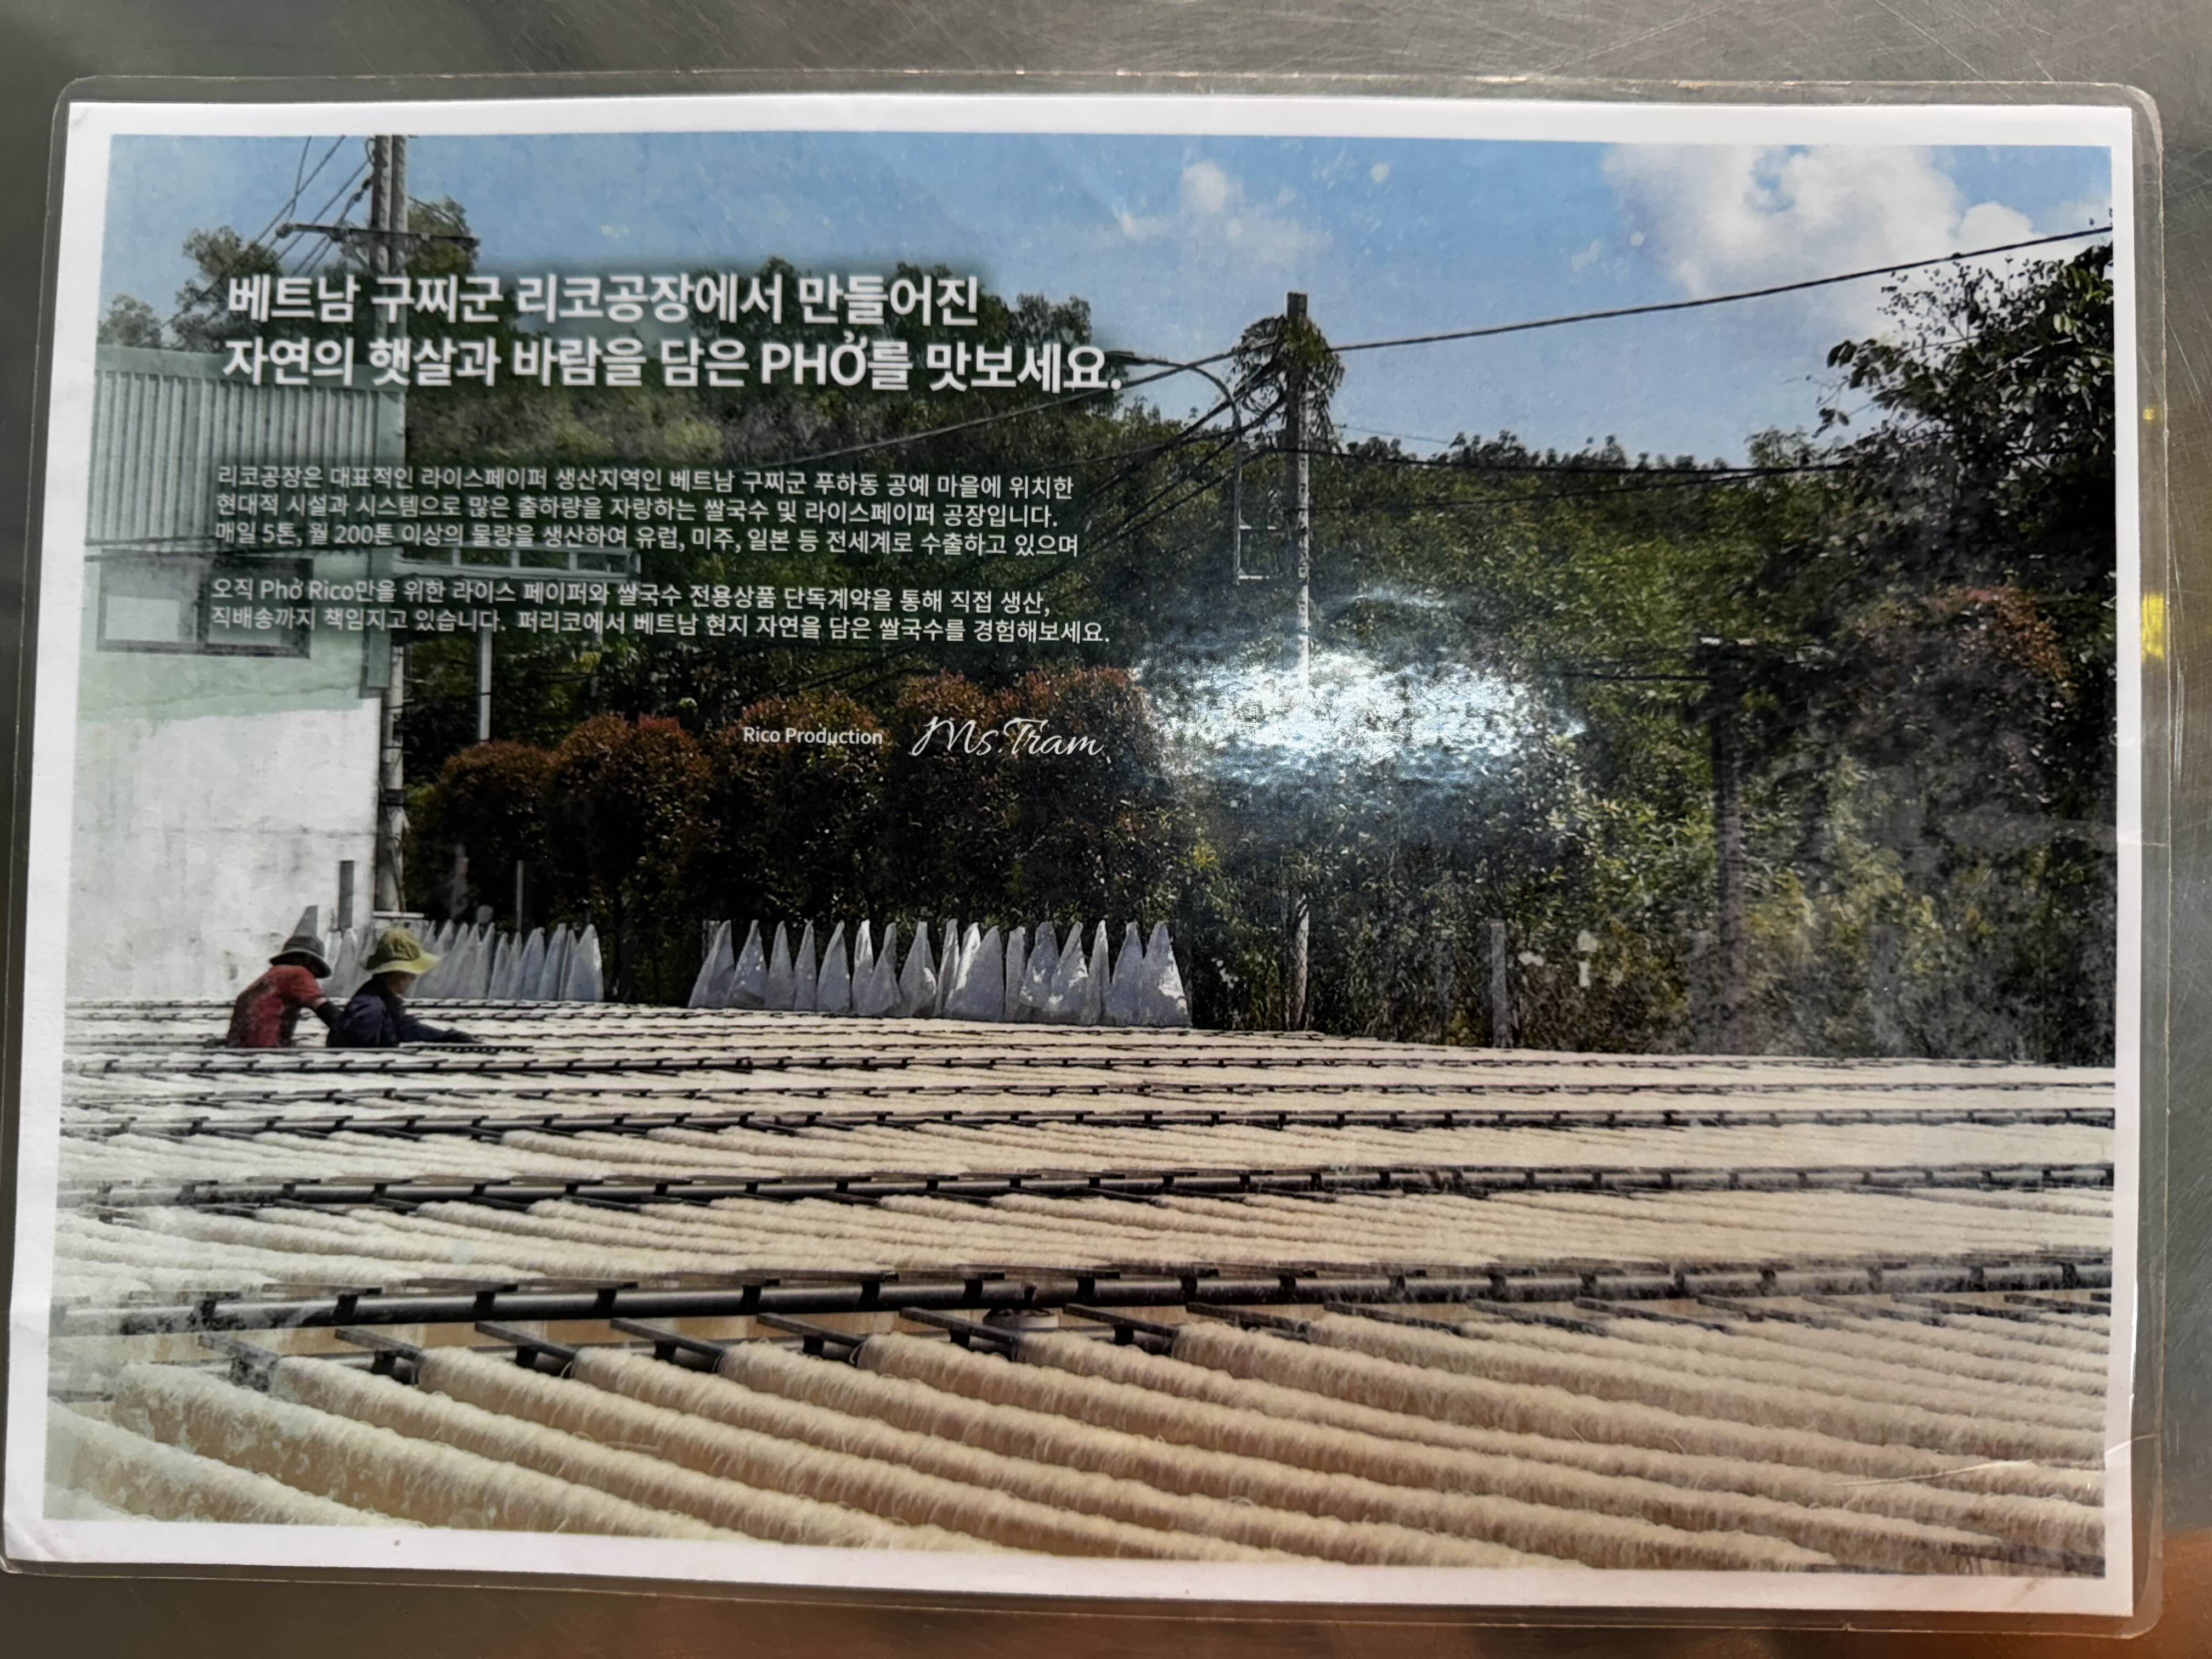 베트남 구찌군 리코공장에서 만들어진
자연의 햇살과 바람을 담은 PHỞ를 맛보세요.
리코공장은 대표적인 라이스페이퍼 생산지역인 베트남 구찌군 푸하동 공예 마을에 위치한
현대적 시설과 시스템으로 많은 출하량을 자랑하는 쌀국수 및 라이스페이퍼 공장입니다.
매일 5톤, 월 200톤 이상의 물량을 생산하여 유럽, 미주, 일본 등 전세계로 수출하고 있으며
오직 Phở Rico만을 위한 라이스 페이퍼와 쌀국수 전용상품 단독계약을 통해 직접 생산,
직배송까지 책임지고 있습니다. 퍼리코에서 베트남 현지 자연을 담은 쌀국수를 경험해보세요.
Rico Production Ms.Tram